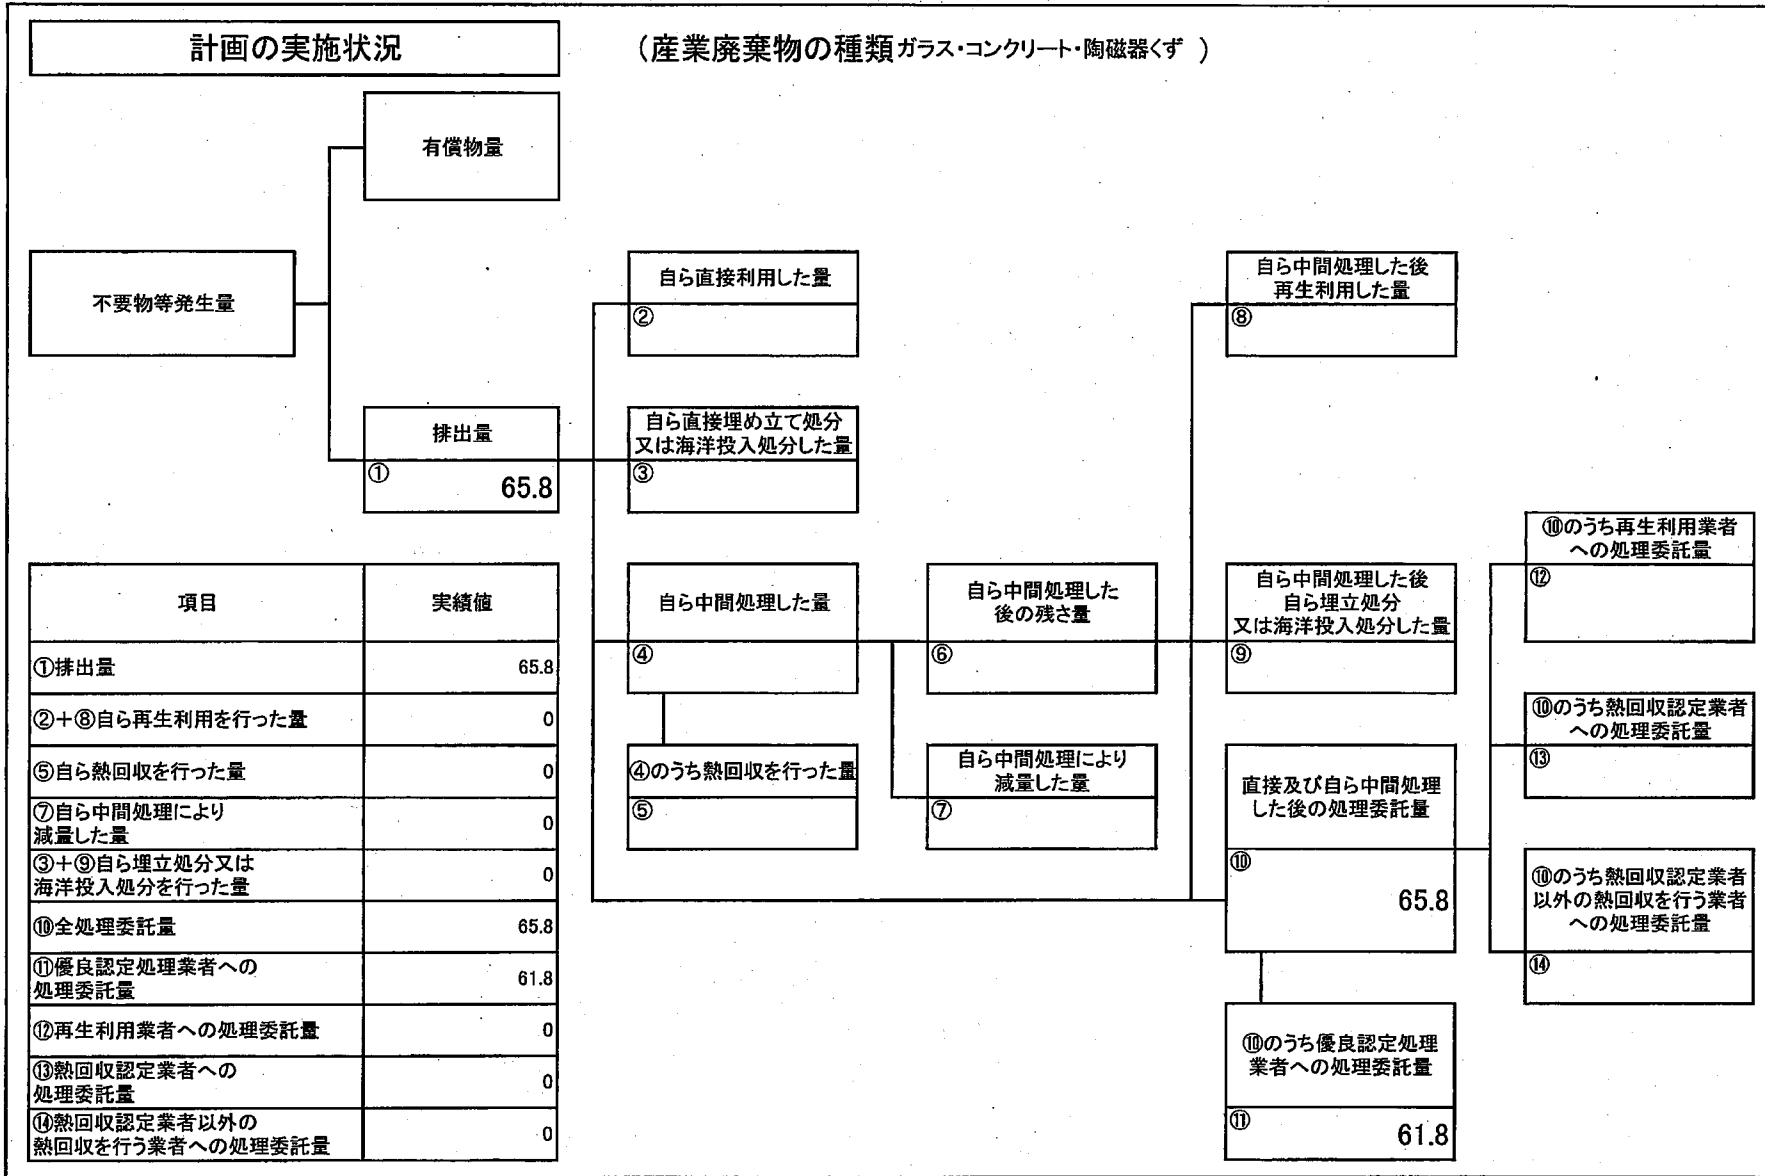 計画の実施状況
(産業廃棄物の種類 ガラス・コンクリート・陶磁器くず )
有償物量
不要物等発生量
排出量
①
65.8
自ら直接利用した量
②
自ら直接埋め立て処分
又は海洋投入処分した量
③
自ら中間処理した量
④
④のうち熱回収を行った量
⑤
自ら中間処理した
後の残さ量
⑥
自ら中間処理により
減量した量
⑦
自ら中間処理した後
再生利用した量
⑧
自ら中間処理した後
自ら埋立処分
又は海洋投入処分した量
⑨
直接及び自ら中間処理
した後の処理委託量
⑩
65.8
⑩のうち優良認定処理
業者への処理委託量
⑪
61.8
⑩のうち再生利用業者
への処理委託量
⑫
⑩のうち熱回収認定業者
への処理委託量
⑬
⑩のうち熱回収認定業者
以外の熱回収を行う業者
への処理委託量
⑭
項目 実績値
①排出量 65.8
②＋⑧自ら再生利用を行った量 0
⑤自ら熱回収を行った量 0
⑦自ら中間処理により
減量した量 0
③＋⑨自ら埋立処分又は
海洋投入処分を行った量 0
⑩全処理委託量 65.8
⑪優良認定処理業者への
処理委託量 61.8
⑫再生利用業者への処理委託量 0
⑬熱回収認定業者への
処理委託量 0
⑭熱回収認定業者以外の
熱回収を行う業者への処理委託量 0